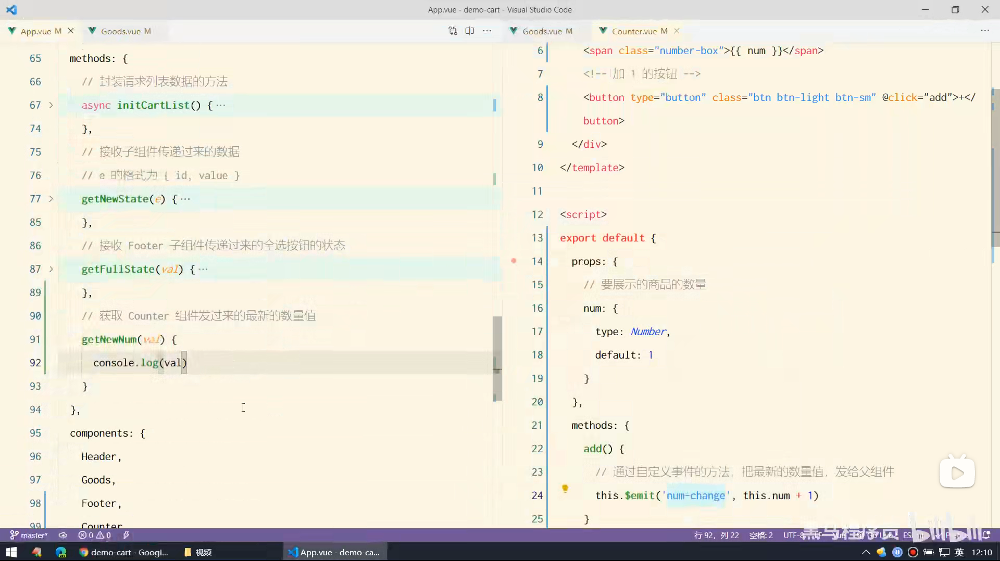 App.vue - demo-cart - Visual Studio Code
App.vue M
Goods.vue M
65 methods: {
66 // 封装请求列表数据的方法
67 async initCartList() { ···
74 },
75 // 接收子组件传递过来的数据
76 // e 的格式为 { id, value }
77 getNewState(e) { ···
85 },
86 // 接收 Footer 子组件传递过来的全选按钮的状态
87 getFullState(val) { ···
89 },
90 // 获取 Counter 组件发过来的最新的数量值
91 getNewNum(val) {
92 console.log(val)
93 }
94 },
95 components: {
96 Header,
97 Goods,
98 Footer,
99 Counter
Goods.vue M
Counter.vue M
6 <span class="number-box">{{ num }}</span>
7 <!-- 加 1 的按钮 -->
8 <button type="button" class="btn btn-light btn-sm" @click="add">+</
button>
9 </div>
10 </template>
11
12 <script>
13 export default {
14 props: {
15 // 要展示的商品的数量
16 num: {
17 type: Number,
18 default: 1
19 }
20 },
21 methods: {
22 add() {
23 // 通过自定义事件的方法，把最新的数量值，发给父组件
24 this.$emit('num-change', this.num + 1)
25 }
master* 0 0
行 92，列 22 空格: 2 UTF-8 LF Vue Go Live
黑马程序员 bilibili
demo-cart - Googl...
视频
App.vue - demo-ca...
英 12:10